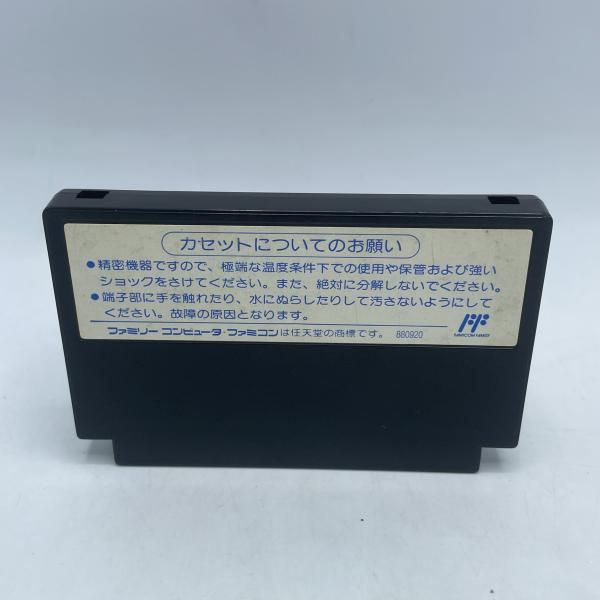 カセットについてのお願い
●精密機器ですので、極端な温度条件下での使用や保管および強い
ショックをさけてください。また、絶対に分解しないでください。
●端子部に手を触れたり、水にぬらしたりして汚さないようにして
ください。故障の原因となります。
ファミリーコンピュータ・ファミコンは任天堂の商標です。 880920
FF
FAMICOM FAMILY